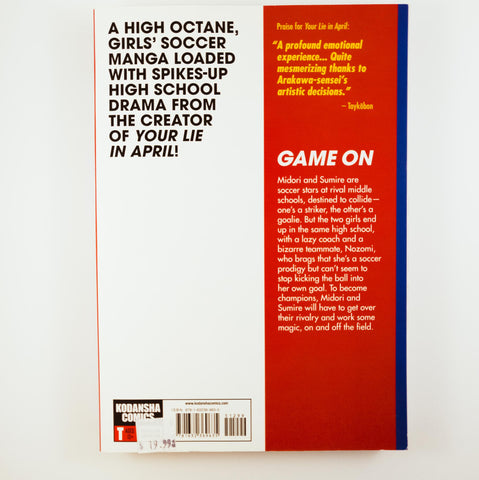 A HIGH OCTANE,
GIRLS' SOCCER
MANGA LOADED
WITH SPIKES-UP
HIGH SCHOOL
DRAMA FROM
THE CREATOR
OF YOUR LIE
IN APRIL!
Praise for Your Lie in April:
"A profound emotional
experience... Quite
mesmerizing thanks to
Arakawa-sensei's
artistic decisions."
– Taykōbon
GAME ON
Midori and Sumire are
soccer stars at rival middle
schools, destined to collide—
one's a striker, the other's a
goalie. But the two girls end
up in the same high school,
with a lazy coach and a
bizarre teammate, Nozomi,
who brags that she's a soccer
prodigy but can't seem to
stop kicking the ball into
her own goal. To become
champions, Midori and
Sumire will have to get over
their rivalry and work some
magic, on and off the field.
KODANSHA
COMICS
T
www.kodanshacomics.com
51299
$ 19.99